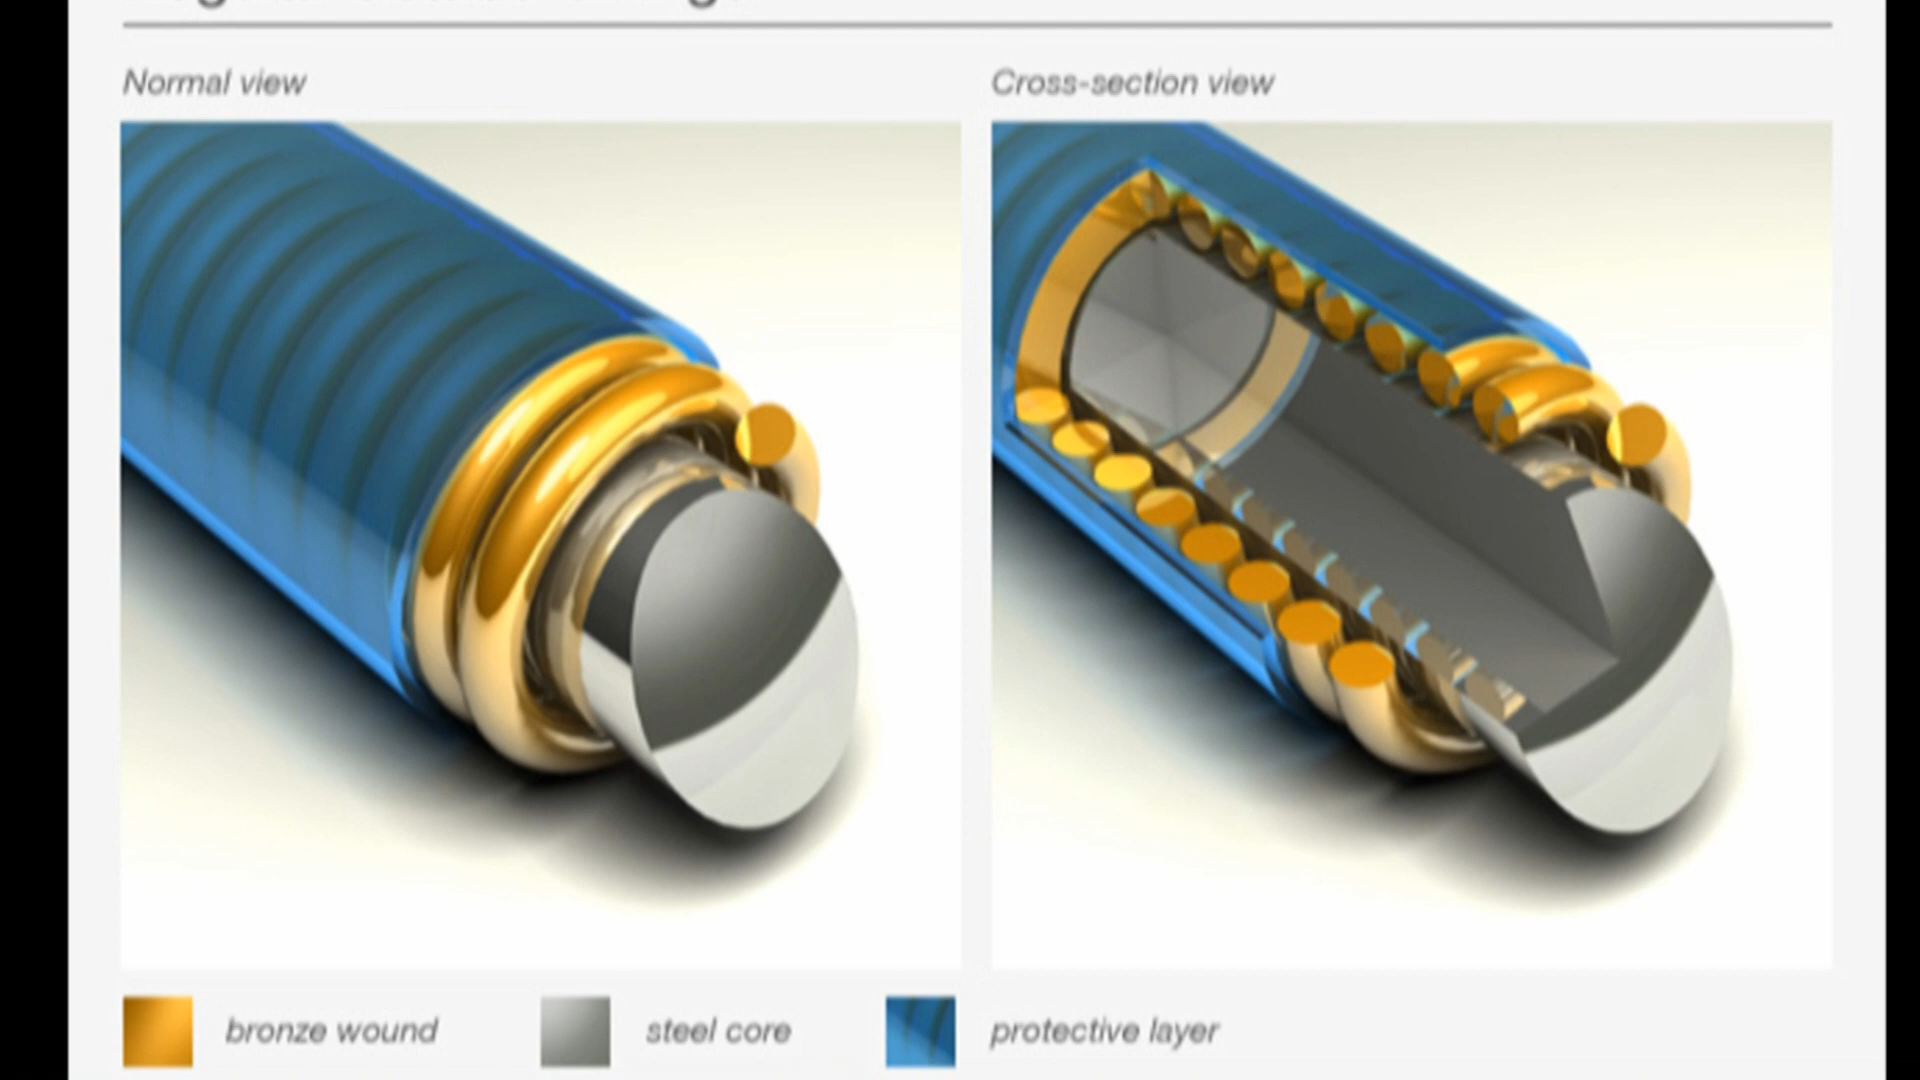 Normal view
Cross-section view
bronze wound
steel core
protective layer